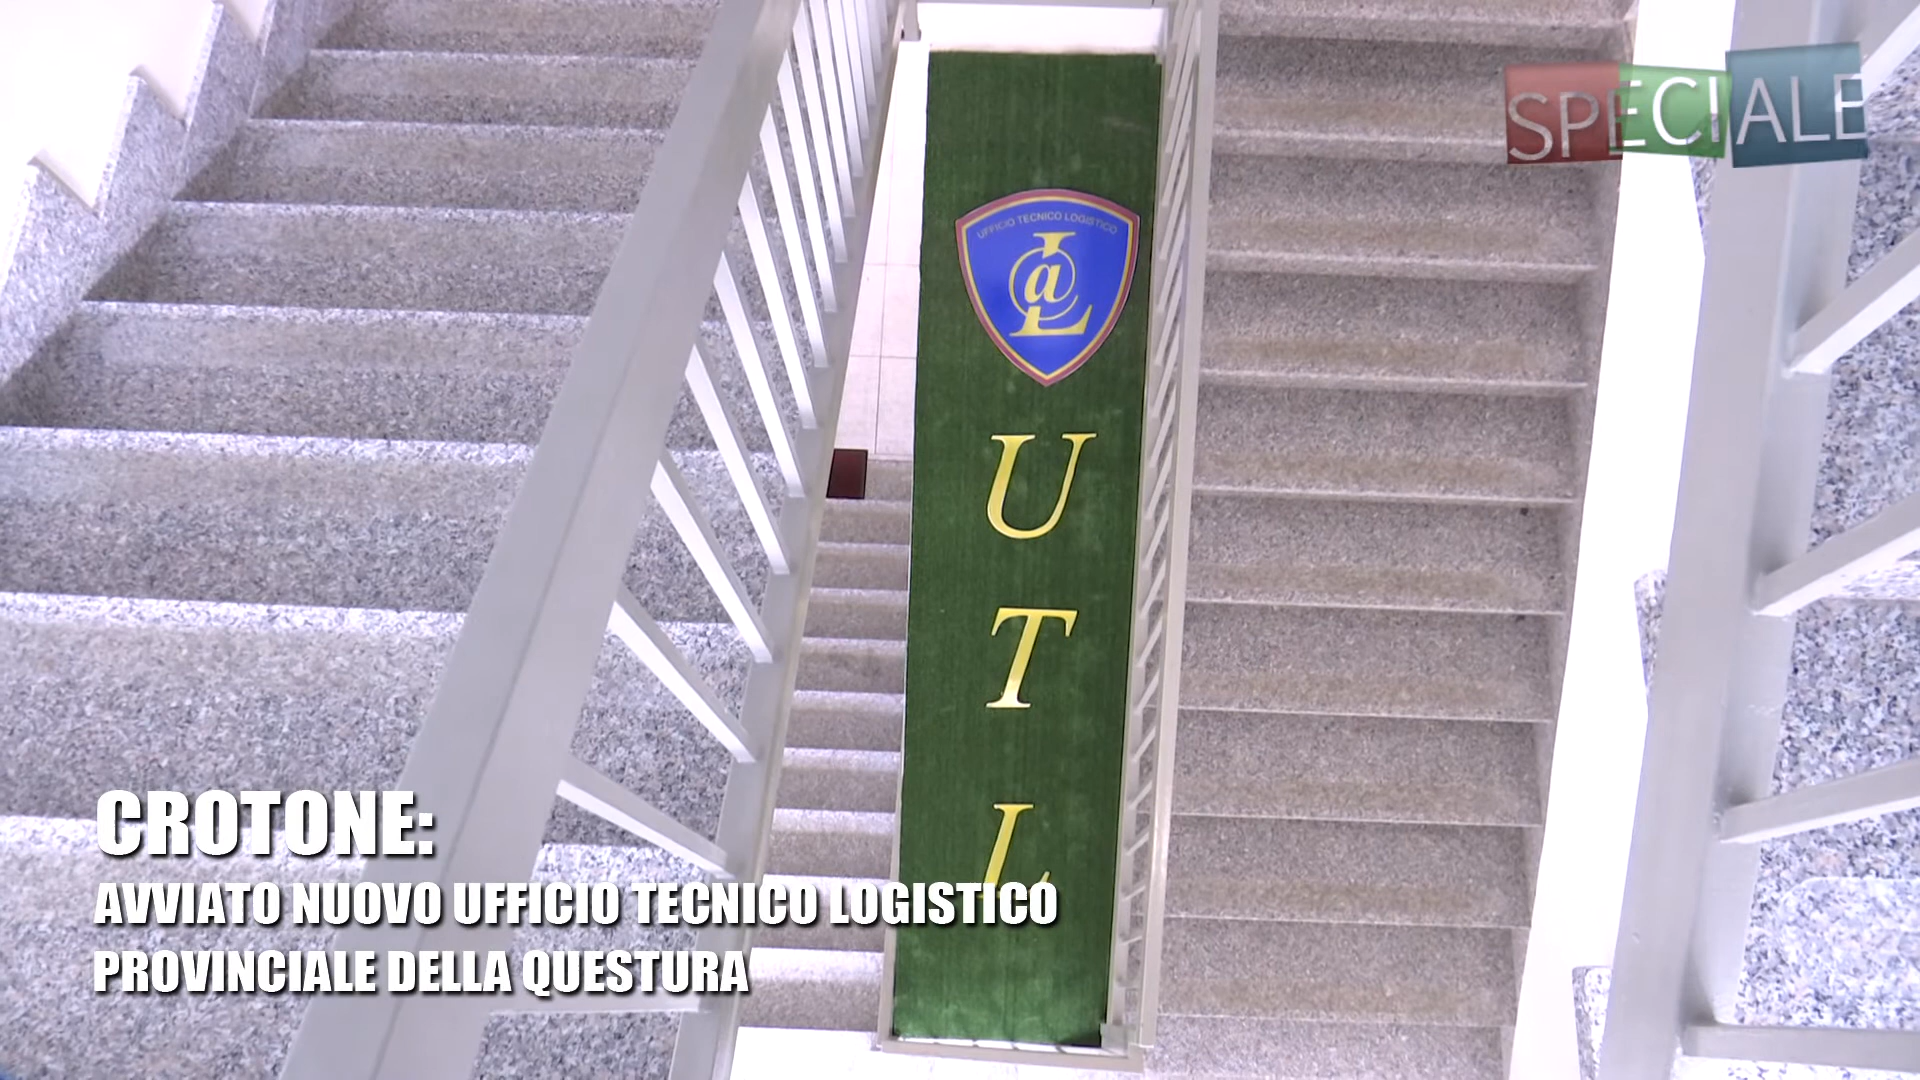 SPECIALE
UFFICIO TECNICO LOGISTICO
@
L
U
T
L
CROTONE:
AVVIATO NUOVO UFFICIO TECNICO LOGISTICO
PROVINCIALE DELLA QUESTURA